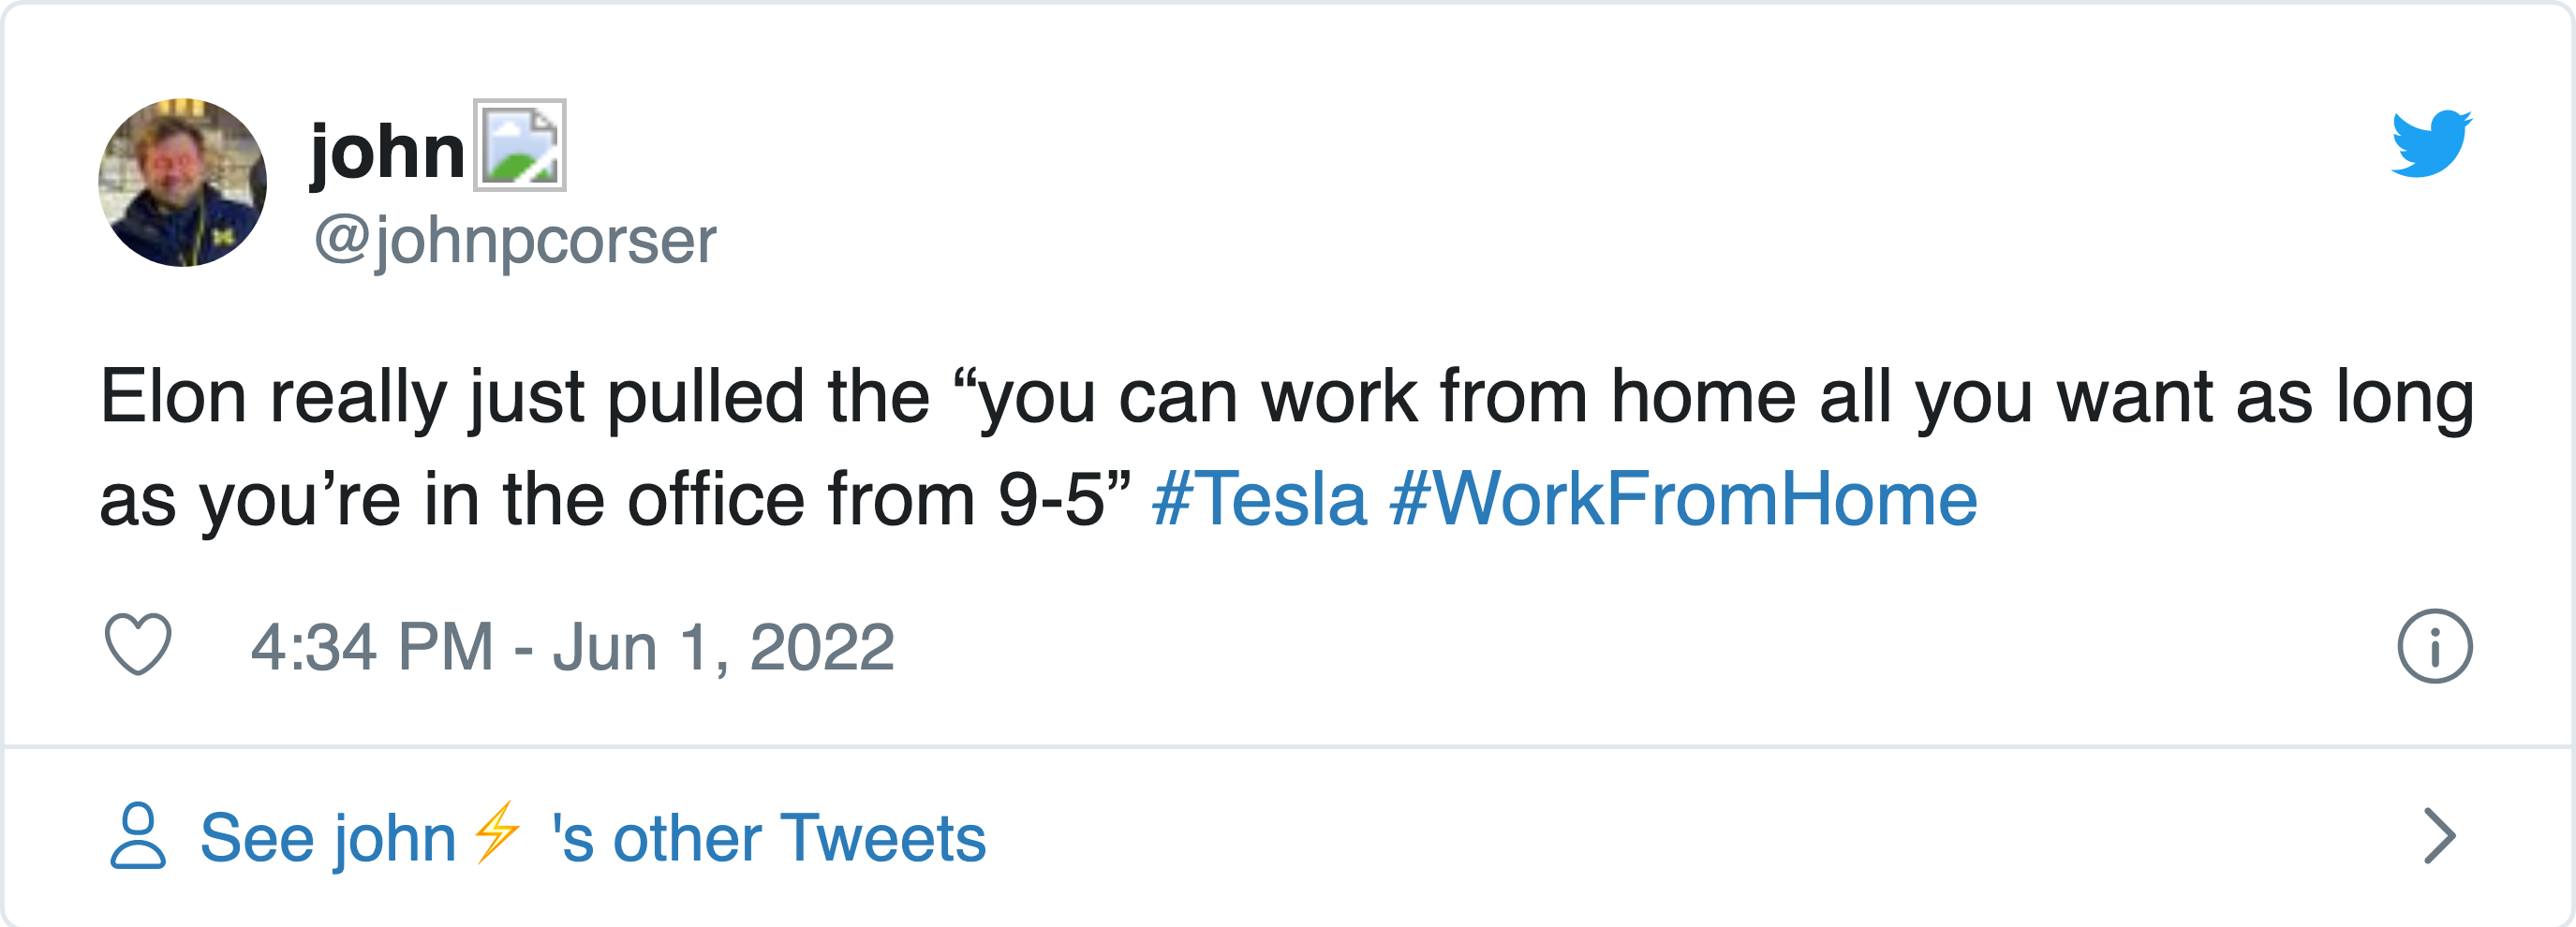 john
@johnpcorser
Elon really just pulled the “you can work from home all you want as long
as you’re in the office from 9-5” #Tesla #WorkFromHome
4:34 PM - Jun 1, 2022
See john⚡ 's other Tweets